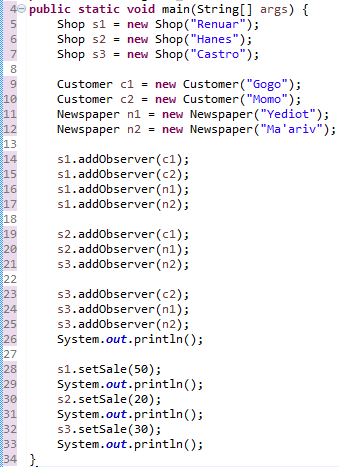 4 public static void main(String[] args) {
5 Shop s1 = new Shop("Renuar");
6 Shop s2 = new Shop("Hanes");
7 Shop s3 = new Shop("Castro");
8
9 Customer c1 = new Customer("Gogo");
10 Customer c2 = new Customer("Momo");
11 Newspaper n1 = new Newspaper("Yediot");
12 Newspaper n2 = new Newspaper("Ma'ariv");
13
14 s1.addObserver(c1);
15 s1.addObserver(c2);
16 s1.addObserver(n1);
17 s1.addObserver(n2);
18
19 s2.addObserver(c1);
20 s2.addObserver(n1);
21 s3.addObserver(n2);
22
23 s3.addObserver(c2);
24 s3.addObserver(n1);
25 s3.addObserver(n2);
26 System.out.println();
27
28 s1.setSale(50);
29 System.out.println();
30 s2.setSale(20);
31 System.out.println();
32 s3.setSale(30);
33 System.out.println();
34 }